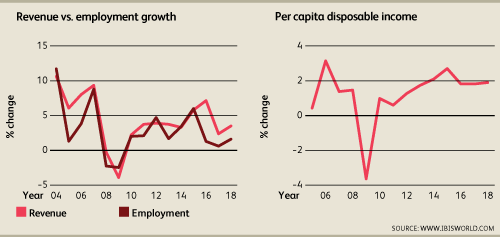 Revenue vs. employment growth
15
10
5
0
−5
% change
Year 04 06 08 10 12 14 16 18
Revenue Employment
Per capita disposable income
4
2
0
−2
−4
% change
Year 06 08 10 12 14 16 18
SOURCE: WWW.IBISWORLD.COM